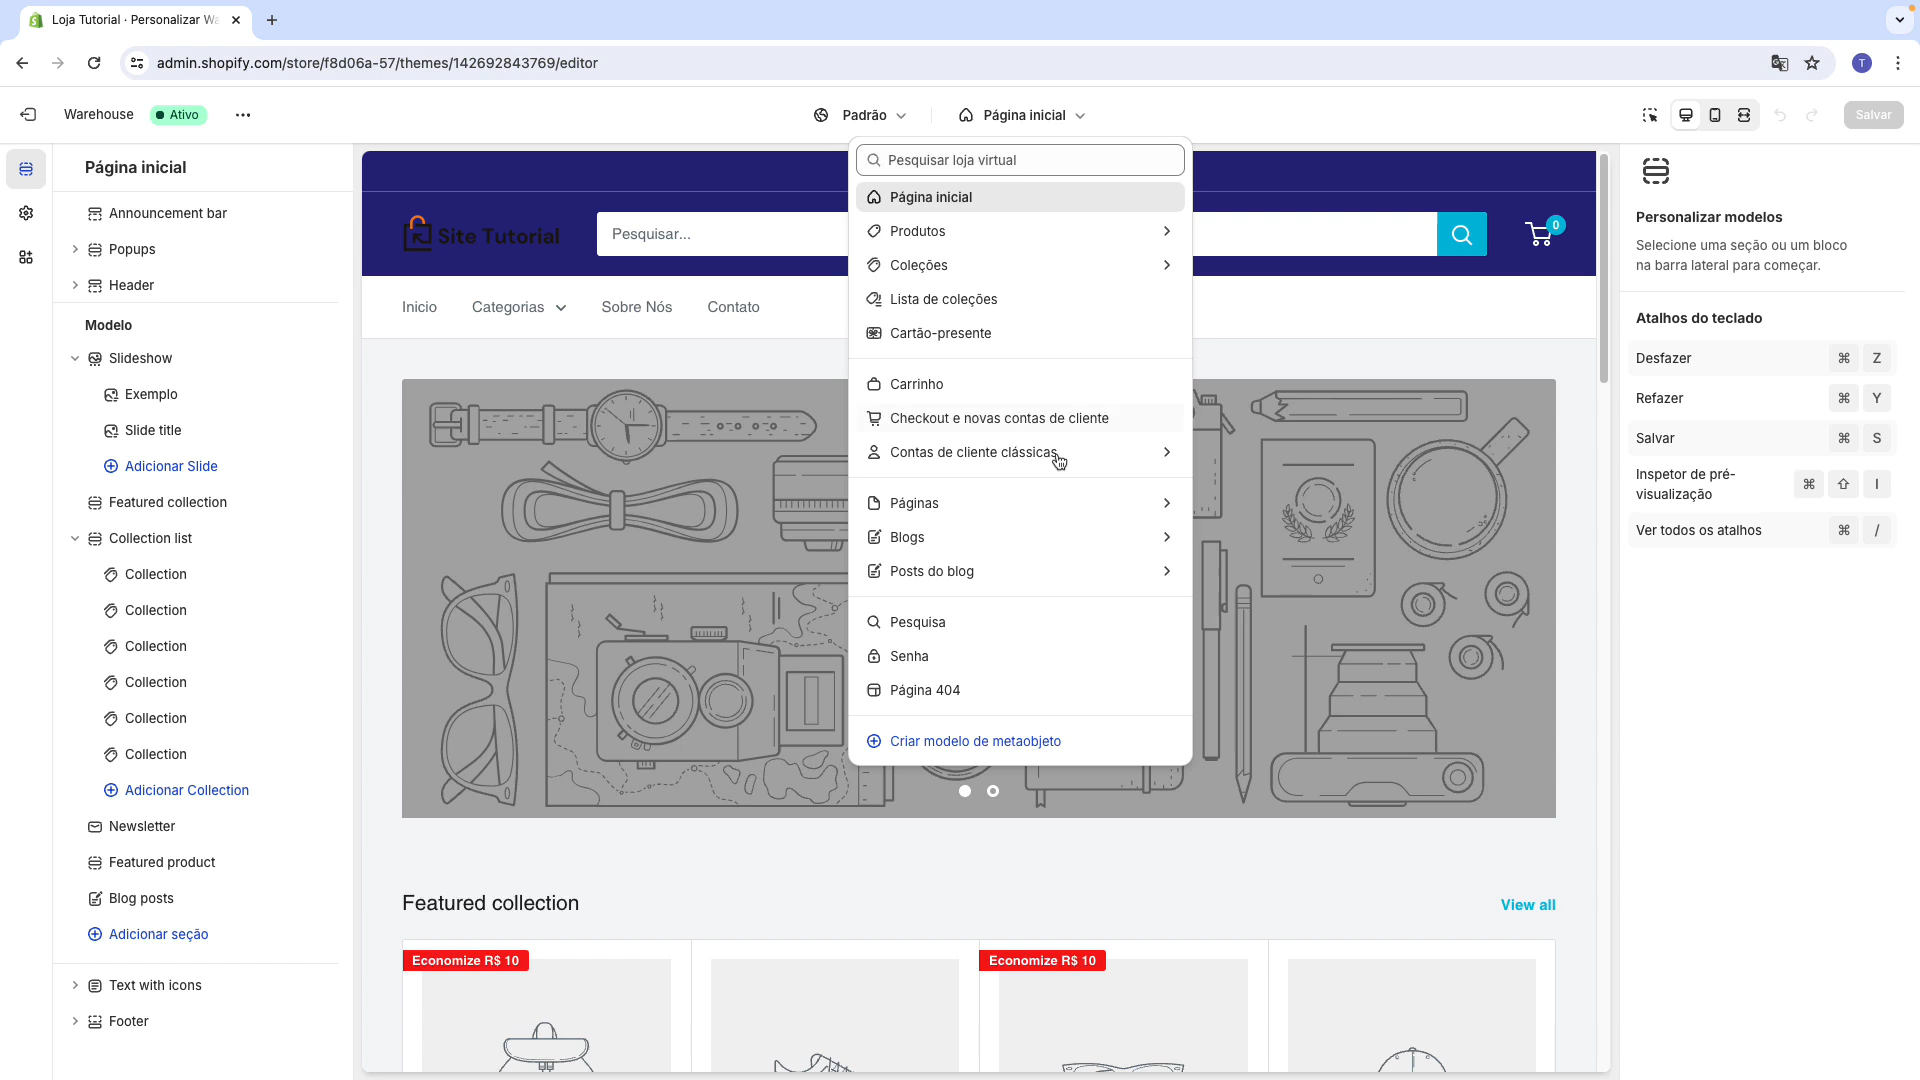 Loja Tutorial · Personalizar Wa
admin.shopify.com/store/f8d06a-57/themes/142692843769/editor
T
Warehouse
Ativo
Padrão
Página inicial
Salvar
Página inicial
Announcement bar
Popups
Header
Modelo
Slideshow
Exemplo
Slide title
Adicionar Slide
Featured collection
Collection list
Collection
Collection
Collection
Collection
Collection
Collection
Adicionar Collection
Newsletter
Featured product
Blog posts
Adicionar seção
Text with icons
Footer
Site Tutorial
Pesquisar...
0
Inicio
Categorias
Sobre Nós
Contato
Pesquisar loja virtual
Página inicial
Produtos
Coleções
Lista de coleções
Cartão-presente
Carrinho
Checkout e novas contas de cliente
Contas de cliente clássicas
Páginas
Blogs
Posts do blog
Pesquisa
Senha
Página 404
Criar modelo de metaobjeto
Featured collection
View all
Economize R$ 10
Economize R$ 10
Personalizar modelos
Selecione uma seção ou um bloco
na barra lateral para começar.
Atalhos do teclado
Desfazer ⌘ Z
Refazer ⌘ Y
Salvar ⌘ S
Inspetor de pré-
visualização ⌘ ⇧ I
Ver todos os atalhos ⌘ /